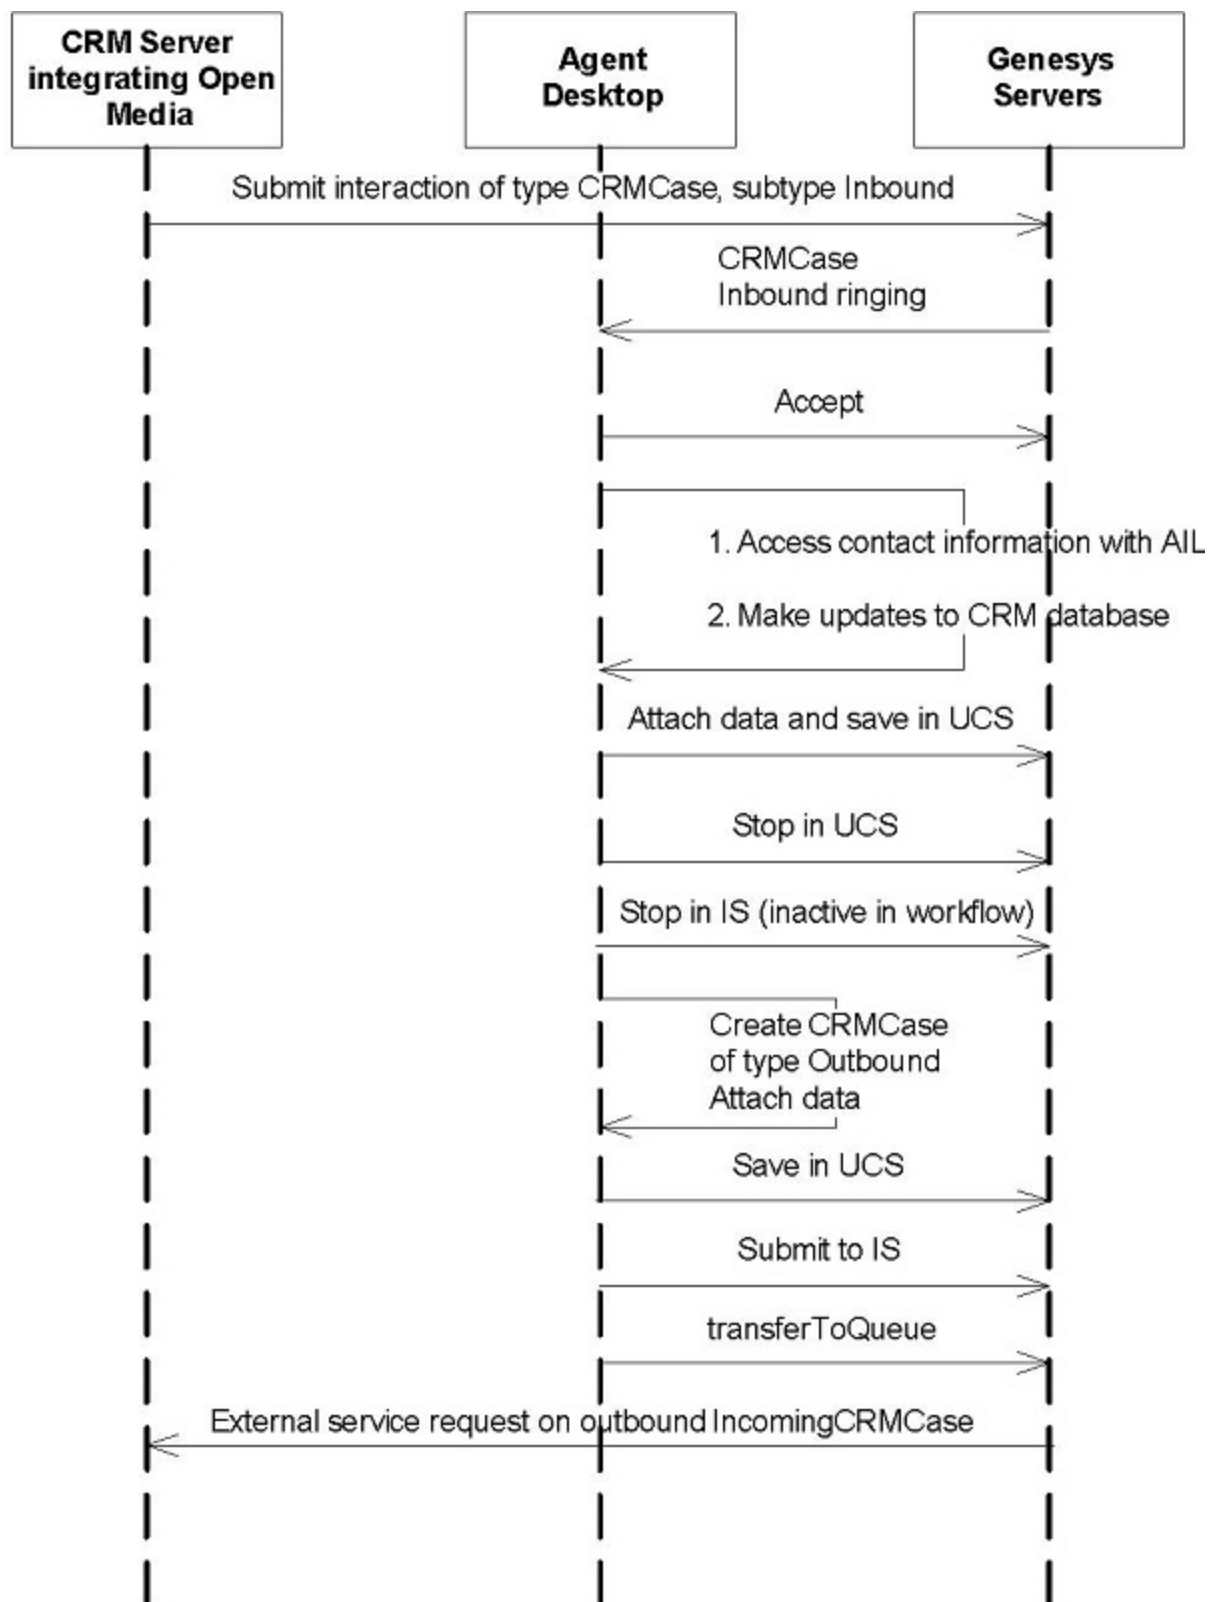 CRM Server
integrating Open
Media
Agent
Desktop
Genesys
Servers
Submit interaction of type CRMCase, subtype Inbound
CRMCase
Inbound ringing
Accept
1. Access contact information with AIL
2. Make updates to CRM database
Attach data and save in UCS
Stop in UCS
Stop in IS (inactive in workflow)
Create CRMCase
of type Outbound
Attach data
Save in UCS
Submit to IS
transferToQueue
External service request on outbound IncomingCRMCase